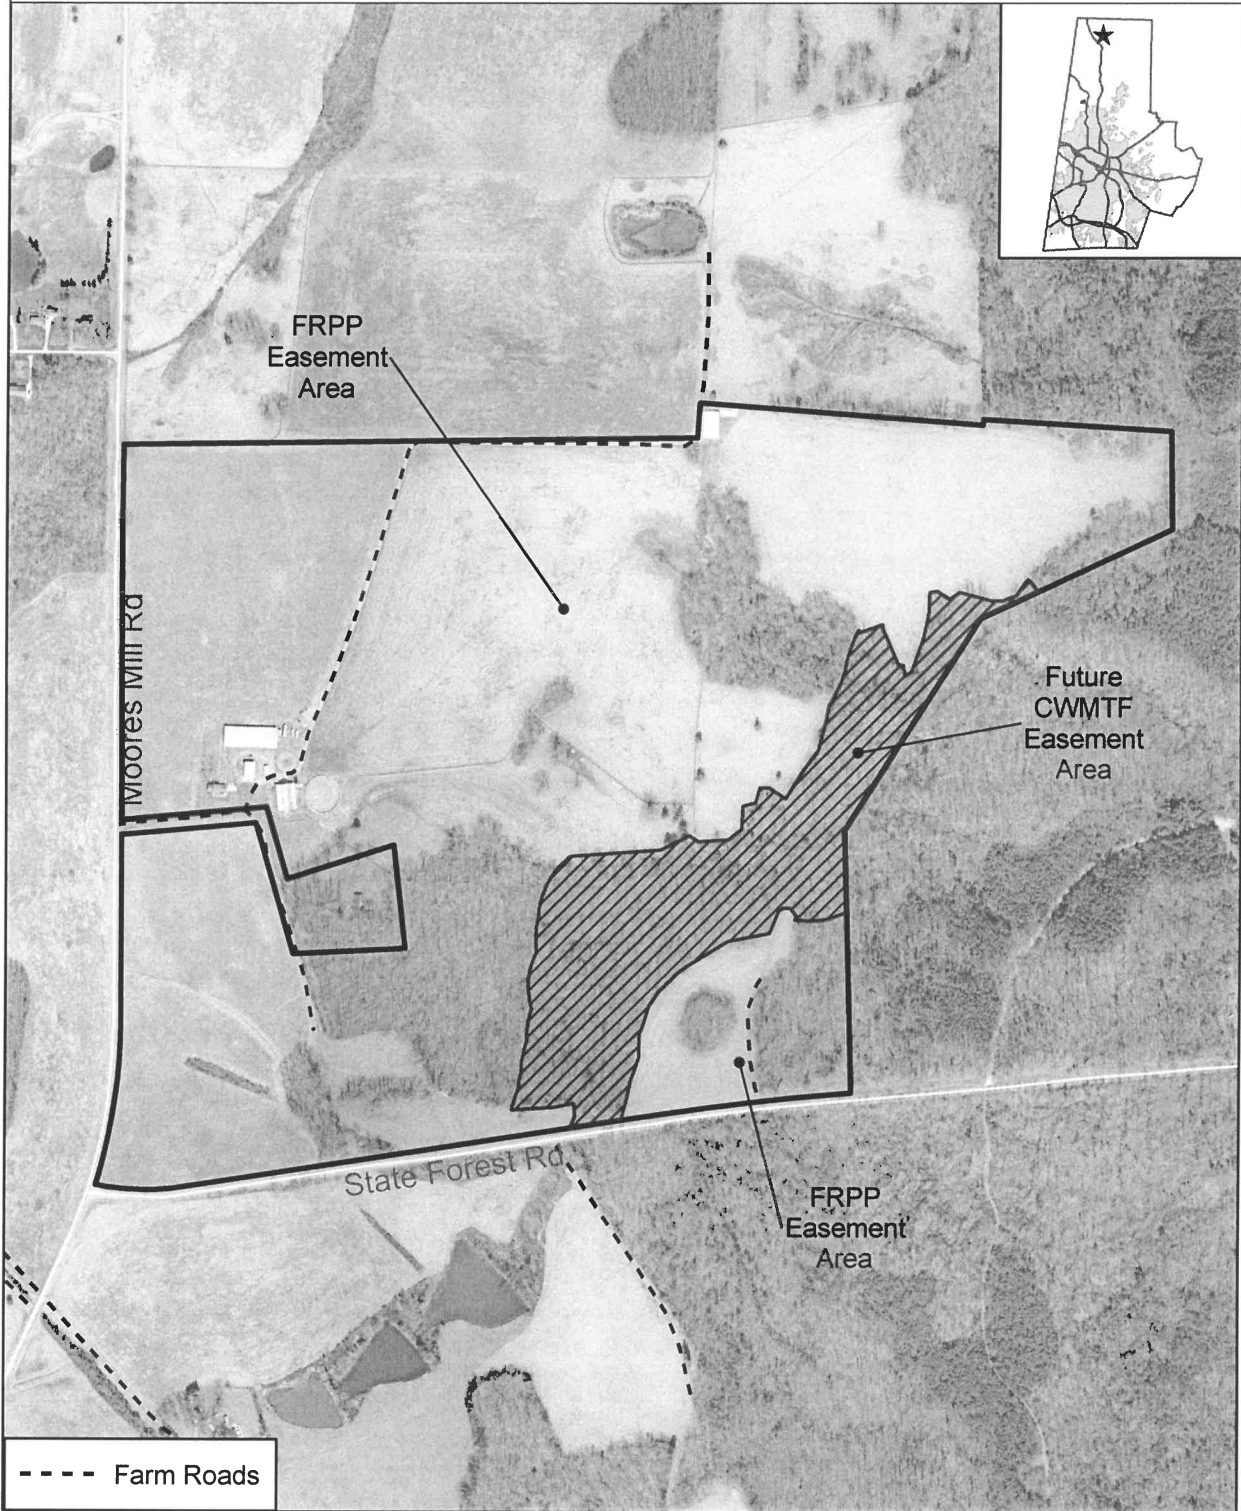 FRPP
Easement
Area
Moores Mill Rd
Future
CWMTF
Easement
Area
State Forest Rd
FRPP
Easement
Area
Farm Roads